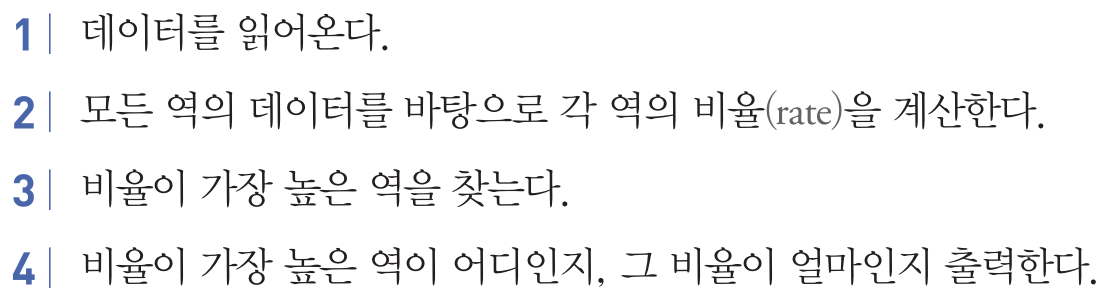 1| 데이터를 읽어온다.
2| 모든 역의 데이터를 바탕으로 각 역의 비율(rate)을 계산한다.
3| 비율이 가장 높은 역을 찾는다.
4| 비율이 가장 높은 역이 어디인지, 그 비율이 얼마인지 출력한다.